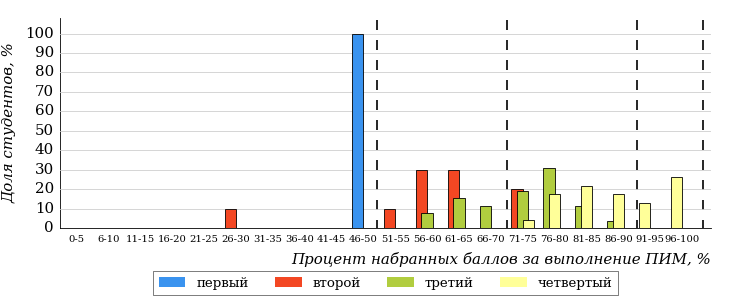 Доля студентов, %
100
90
80
70
60
50
40
30
20
10
0
0-5 6-10 11-15 16-20 21-25 26-30 31-35 36-40 41-45 46-50 51-55 56-60 61-65 66-70 71-75 76-80 81-85 86-90 91-95 96-100
Процент набранных баллов за выполнение ПИМ, %
первый второй третий четвертый